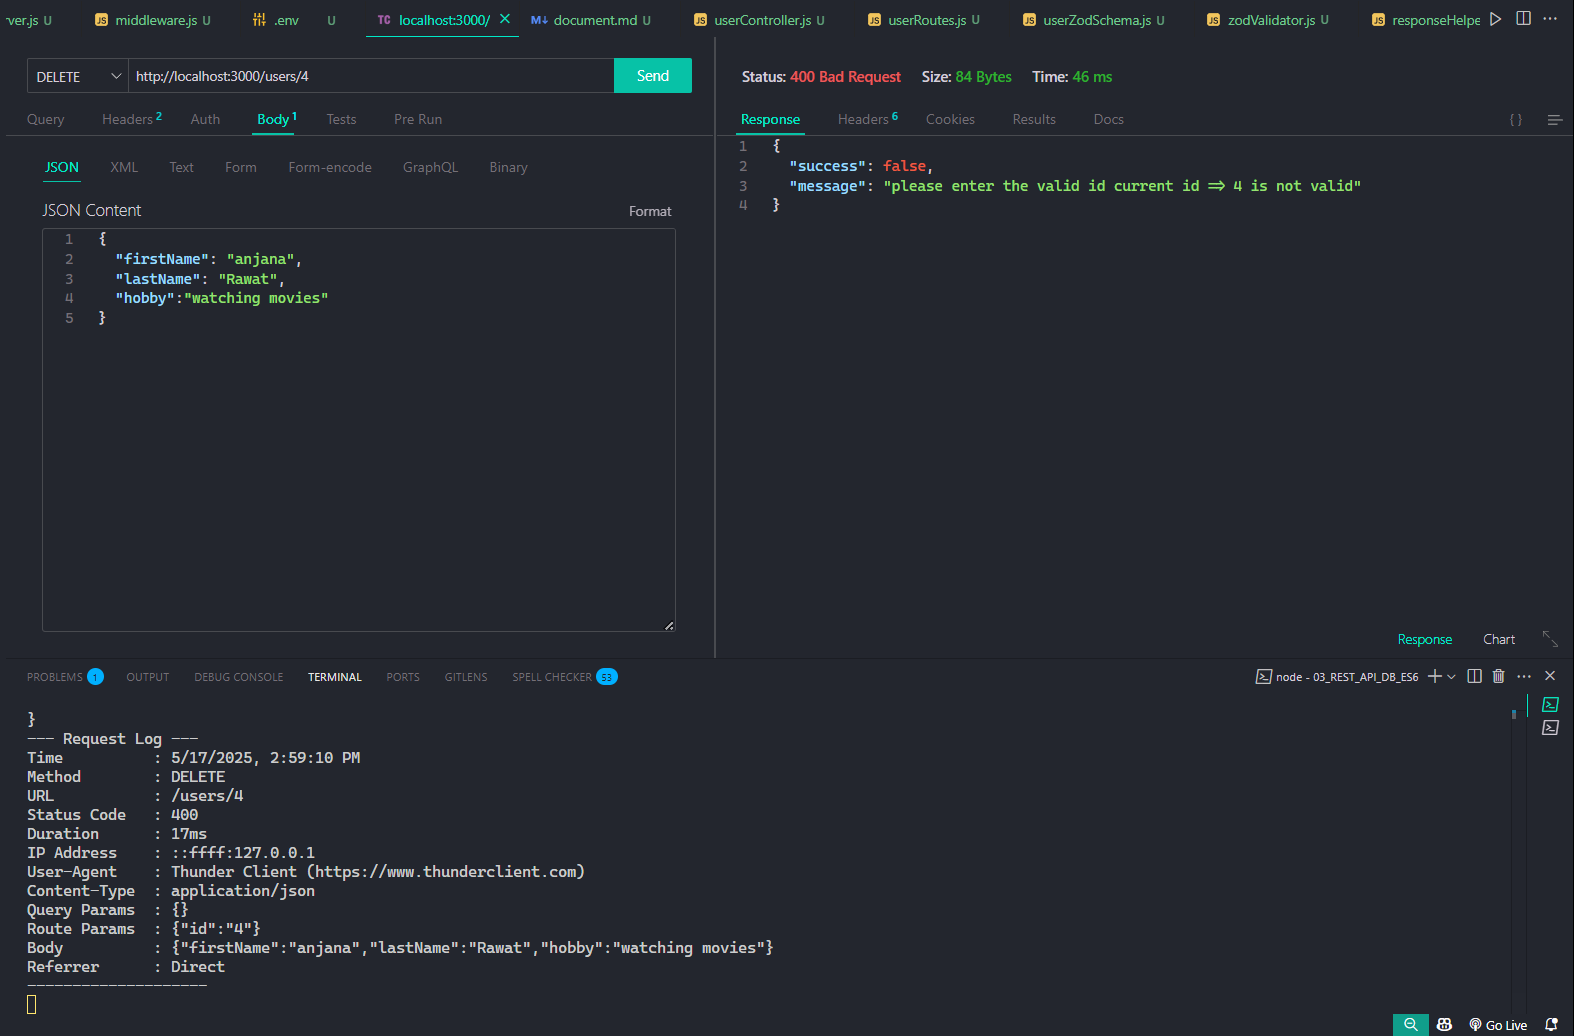 ver.js U middleware.js U .env U TC localhost:3000/ document.md U userController.js U userRoutes.js U userZodSchema.js U zodValidator.js U responseHelpe
DELETE http://localhost:3000/users/4 Send
Query Headers 2 Auth Body 1 Tests Pre Run
JSON XML Text Form Form-encode GraphQL Binary
JSON Content Format
1 {
2 "firstName": "anjana",
3 "lastName": "Rawat",
4 "hobby":"watching movies"
5 }
Status: 400 Bad Request Size: 84 Bytes Time: 46 ms
Response Headers 6 Cookies Results Docs { }
1 {
2 "success": false,
3 "message": "please enter the valid id current id => 4 is not valid"
4 }
Response Chart
PROBLEMS 1 OUTPUT DEBUG CONSOLE TERMINAL PORTS GITLENS SPELL CHECKER 53 node - 03_REST_API_DB_ES6
}
--- Request Log ---
Time : 5/17/2025, 2:59:10 PM
Method : DELETE
URL : /users/4
Status Code : 400
Duration : 17ms
IP Address : ::ffff:127.0.0.1
User-Agent : Thunder Client (https://www.thunderclient.com)
Content-Type : application/json
Query Params : {}
Route Params : {"id":"4"}
Body : {"firstName":"anjana","lastName":"Rawat","hobby":"watching movies"}
Referrer : Direct
--------------------
Go Live